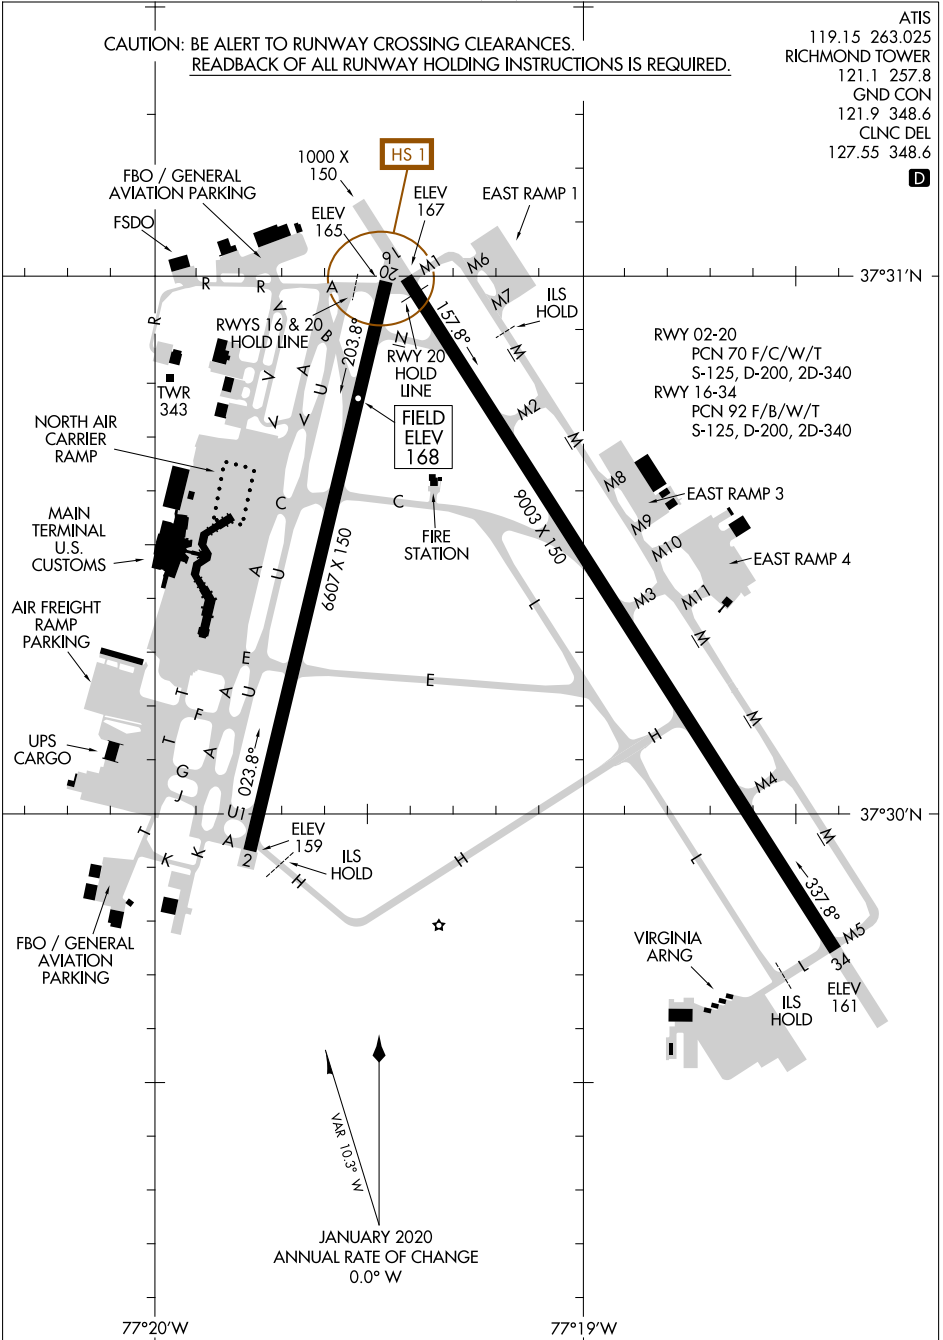 CAUTION: BE ALERT TO RUNWAY CROSSING CLEARANCES.
READBACK OF ALL RUNWAY HOLDING INSTRUCTIONS IS REQUIRED.
ATIS
119.15 263.025
RICHMOND TOWER
121.1 257.8
GND CON
121.9 348.6
CLNC DEL
127.55 348.6
D
HS 1
1000 X
150
FBO / GENERAL
AVIATION PARKING
FSDO
ELEV
165
ELEV
167
EAST RAMP 1
16
20
M1
M6
M7
R
R
R
A
V
B
37°31'N
RWYS 16 & 20
HOLD LINE
203.8°
N
RWY 20
HOLD
LINE
157.8°
ILS
HOLD
M
RWY 02-20
PCN 70 F/C/W/T
S-125, D-200, 2D-340
RWY 16-34
PCN 92 F/B/W/T
S-125, D-200, 2D-340
TWR
343
V
A
U
V
V
FIELD
ELEV
168
M2
M
NORTH AIR
CARRIER
RAMP
MAIN
TERMINAL
U.S.
CUSTOMS
C
C
FIRE
STATION
9003 X 150
M8
EAST RAMP 3
M9
M10
EAST RAMP 4
6607 X 150
A
U
L
M3
M11
M
AIR FREIGHT
RAMP
PARKING
E
E
T
A
U
F
T
A
G
J
UPS
CARGO
023.8°
H
M
M4
U1
A
T
K
K
2
ELEV
159
ILS
HOLD
H
H
L
37°30'N
M
337.8°
FBO / GENERAL
AVIATION
PARKING
VIRGINIA
ARNG
L
M5
34
ILS
HOLD
ELEV
161
VAR 10.3° W
JANUARY 2020
ANNUAL RATE OF CHANGE
0.0° W
77°20'W
77°19'W